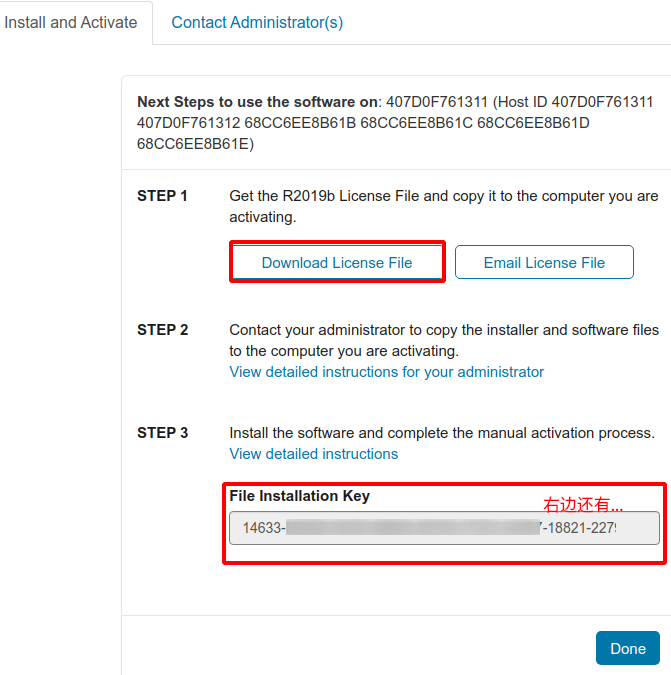 Install and Activate
Contact Administrator(s)
Next Steps to use the software on: 407D0F761311 (Host ID 407D0F761311
407D0F761312 68CC6EE8B61B 68CC6EE8B61C 68CC6EE8B61D
68CC6EE8B61E)
STEP 1
Get the R2019b License File and copy it to the computer you are
activating.
Download License File
Email License File
STEP 2
Contact your administrator to copy the installer and software files
to the computer you are activating.
View detailed instructions for your administrator
STEP 3
Install the software and complete the manual activation process.
View detailed instructions
File Installation Key
右边还有...
14633-
-18821-2279
Done